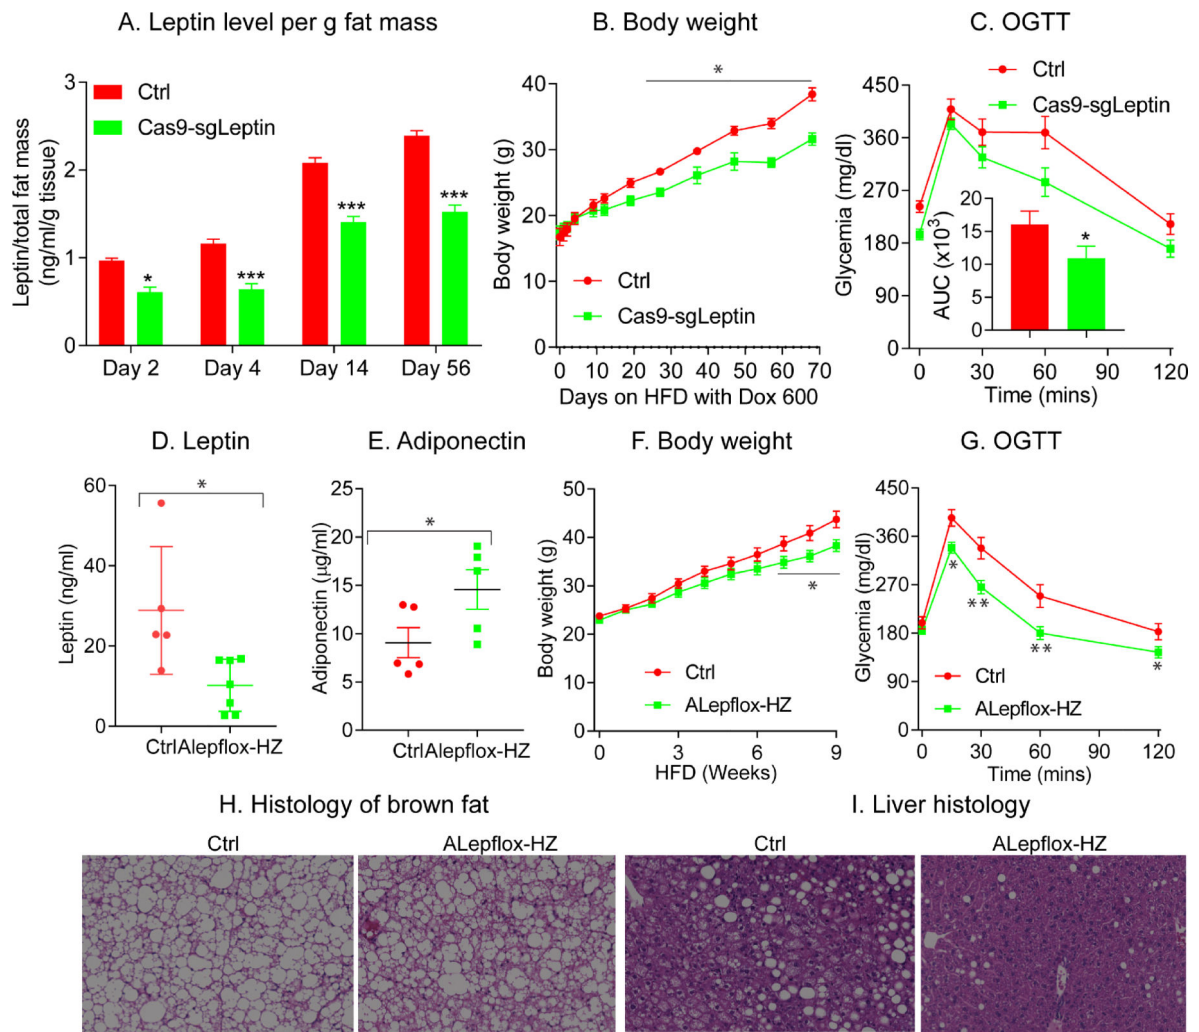 A. Leptin level per g fat mass
B. Body weight
C. OGTT
Leptin/total fat mass
(ng/ml/g tissue)
3
2
1
0
Ctrl
Cas9-sgLeptin
*
***
***
***
Day 2
Day 4
Day 14
Day 56
Body weight (g)
40
30
20
10
0
*
Ctrl
Cas9-sgLeptin
0
10
20
30
40
50
60
70
Days on HFD with Dox 600
Glycemia (mg/dl)
450
360
270
180
90
0
Ctrl
Cas9-sgLeptin
AUC (x10³)
20
15
10
5
0
*
0
30
60
90
120
Time (mins)
D. Leptin
E. Adiponectin
F. Body weight
G. OGTT
Leptin (ng/ml)
60
40
20
0
*
CtrlAlepflox-HZ
Adiponectin (µg/ml)
25
20
15
10
5
0
*
CtrlAlepflox-HZ
Body weight (g)
50
40
30
20
10
0
*
Ctrl
ALepflox-HZ
0
3
6
9
HFD (Weeks)
Glycemia (mg/dl)
450
360
270
180
90
0
*
**
**
*
Ctrl
ALepflox-HZ
0
30
60
90
120
Time (mins)
H. Histology of brown fat
I. Liver histology
Ctrl
ALepflox-HZ
Ctrl
ALepflox-HZ